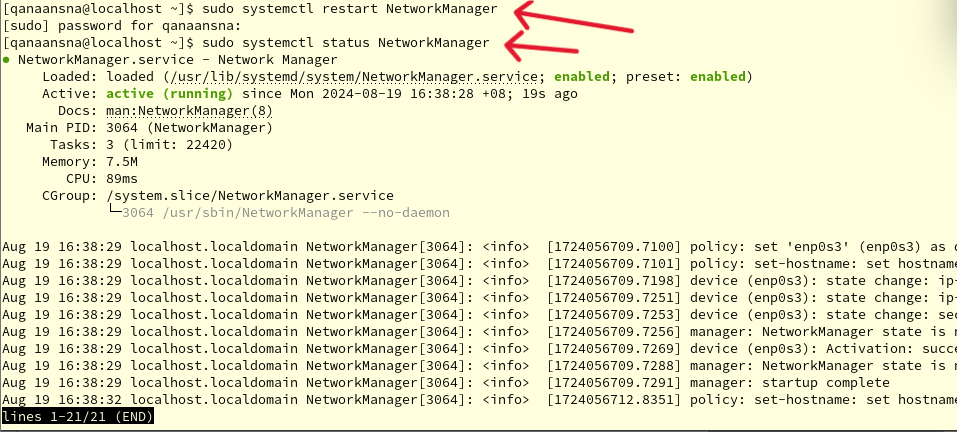 [qanaansna@localhost ~]$ sudo systemctl restart NetworkManager
[sudo] password for qanaansna:
[qanaansna@localhost ~]$ sudo systemctl status NetworkManager
● NetworkManager.service - Network Manager
     Loaded: loaded (/usr/lib/systemd/system/NetworkManager.service; enabled; preset: enabled)
     Active: active (running) since Mon 2024-08-19 16:38:28 +08; 19s ago
       Docs: man:NetworkManager(8)
   Main PID: 3064 (NetworkManager)
      Tasks: 3 (limit: 22420)
     Memory: 7.5M
        CPU: 89ms
     CGroup: /system.slice/NetworkManager.service
             └─3064 /usr/sbin/NetworkManager --no-daemon
Aug 19 16:38:29 localhost.localdomain NetworkManager[3064]: <info>  [1724056709.7100] policy: set 'enp0s3' (enp0s3) as
Aug 19 16:38:29 localhost.localdomain NetworkManager[3064]: <info>  [1724056709.7101] policy: set-hostname: set hostname
Aug 19 16:38:29 localhost.localdomain NetworkManager[3064]: <info>  [1724056709.7198] device (enp0s3): state change: ip-
Aug 19 16:38:29 localhost.localdomain NetworkManager[3064]: <info>  [1724056709.7251] device (enp0s3): state change: ip-
Aug 19 16:38:29 localhost.localdomain NetworkManager[3064]: <info>  [1724056709.7253] device (enp0s3): state change: sec
Aug 19 16:38:29 localhost.localdomain NetworkManager[3064]: <info>  [1724056709.7256] manager: NetworkManager state is
Aug 19 16:38:29 localhost.localdomain NetworkManager[3064]: <info>  [1724056709.7269] device (enp0s3): Activation: succe
Aug 19 16:38:29 localhost.localdomain NetworkManager[3064]: <info>  [1724056709.7288] manager: NetworkManager state is
Aug 19 16:38:29 localhost.localdomain NetworkManager[3064]: <info>  [1724056709.7291] manager: startup complete
Aug 19 16:38:32 localhost.localdomain NetworkManager[3064]: <info>  [1724056712.8351] policy: set-hostname: set hostname
lines 1-21/21 (END)